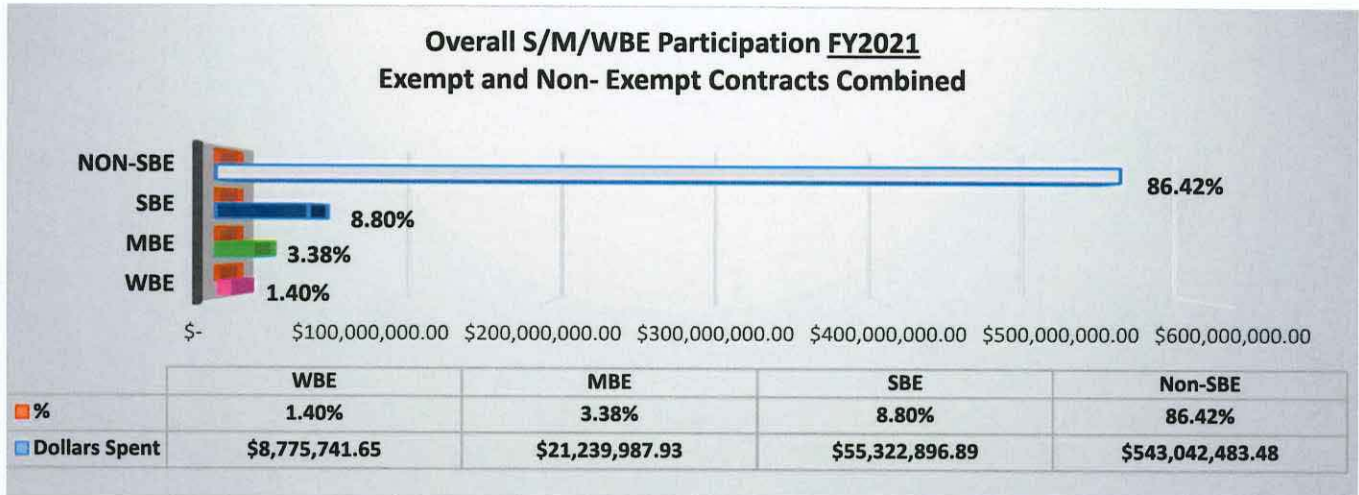 Overall S/M/WBE Participation FY2021
Exempt and Non- Exempt Contracts Combined
NON-SBE
86.42%
SBE
8.80%
MBE
3.38%
WBE
1.40%
$- $100,000,000.00 $200,000,000.00 $300,000,000.00 $400,000,000.00 $500,000,000.00 $600,000,000.00
WBE MBE SBE Non-SBE
% 1.40% 3.38% 8.80% 86.42%
Dollars Spent $8,775,741.65 $21,239,987.93 $55,322,896.89 $543,042,483.48